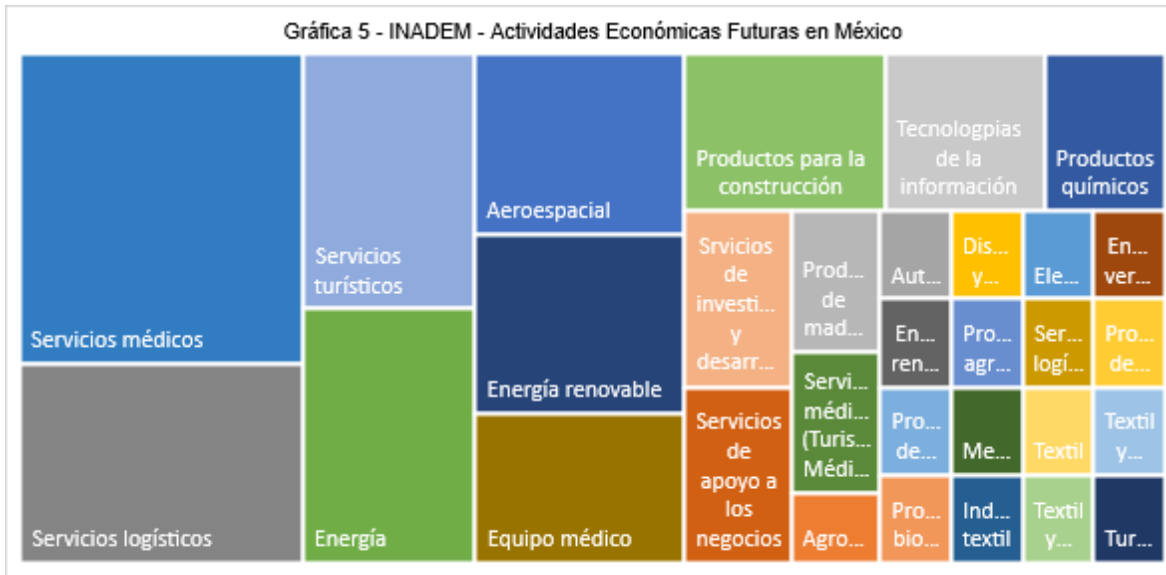 Gráfica 5 - INADEM - Actividades Económicas Futuras en México
Servicios médicos
Servicios logísticos
Servicios
turísticos
Energía
Aeroespacial
Energía renovable
Equipo médico
Productos para la
construcción
Tecnologpias
de la
información
Productos
químicos
Srvicios
de
investi...
y
desarr...
Servicios
de
apoyo a
los
negocios
Prod...
de
mad...
Servi...
médi...
(Turis...
Médi...
Agro...
Aut...
En...
ren...
Pro...
de...
Pro...
bio...
Dis...
y...
Pro...
agr...
Me...
Ind...
textil
Ele...
Ser...
logí...
Textil
Textil
y...
En...
ver...
Pro...
de...
Textil
y...
Tur...